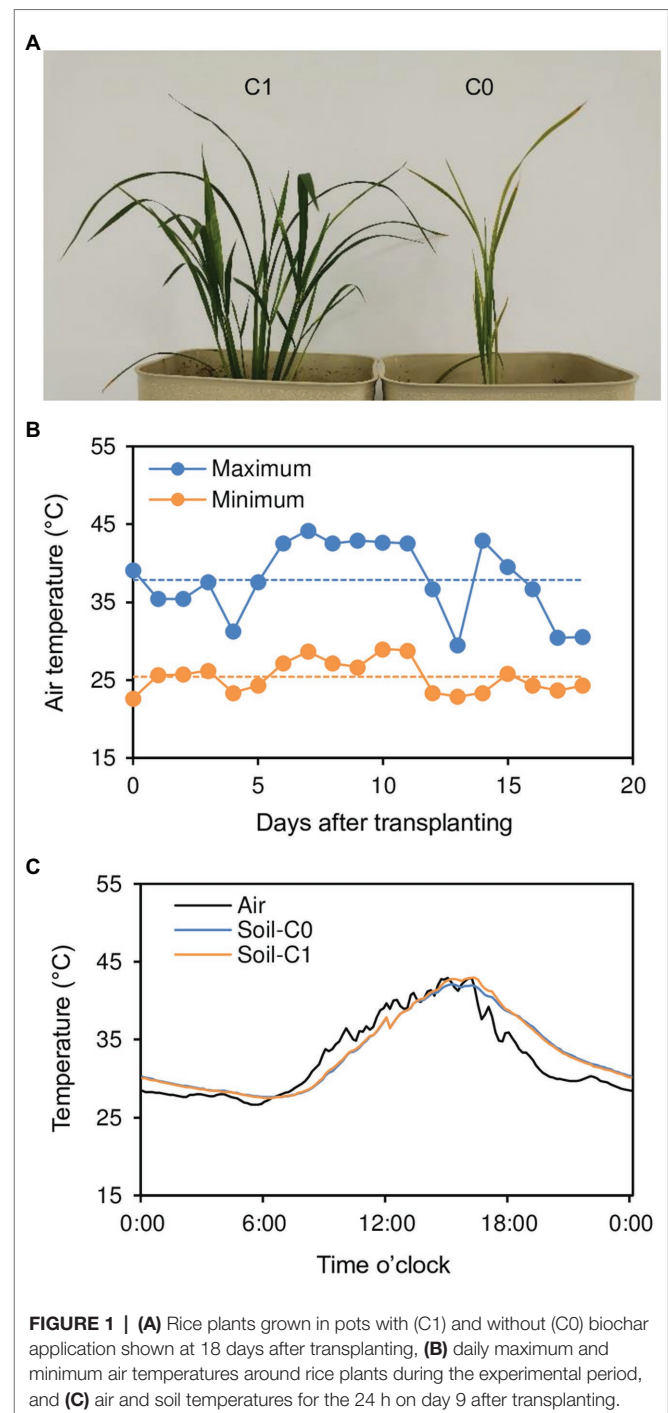 A
C1
C0
B
55
45
35
25
15
Air temperature (°C)
Maximum
Minimum
0
5
10
15
20
Days after transplanting
C
55
45
35
25
15
Temperature (°C)
Air
Soil-C0
Soil-C1
0:00
6:00
12:00
18:00
0:00
Time o’clock
FIGURE 1 | (A) Rice plants grown in pots with (C1) and without (C0) biochar
application shown at 18 days after transplanting, (B) daily maximum and
minimum air temperatures around rice plants during the experimental period,
and (C) air and soil temperatures for the 24 h on day 9 after transplanting.